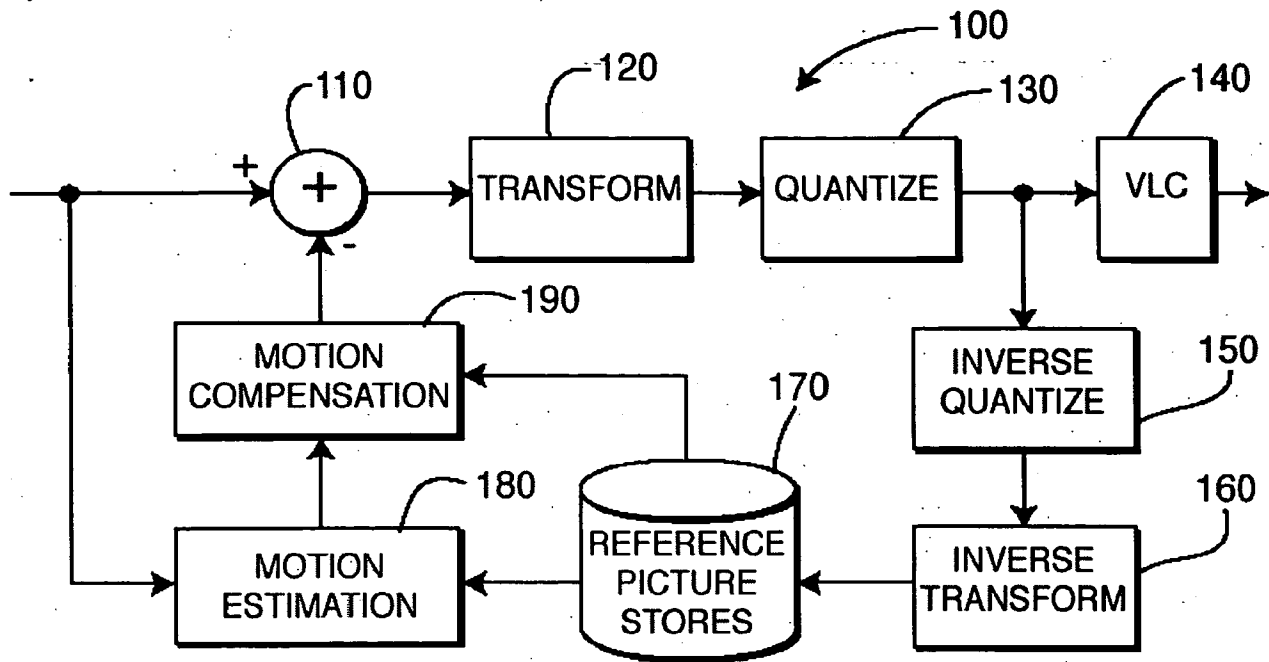 100
110
120
130
140
+
+
-
TRANSFORM
QUANTIZE
VLC
190
MOTION
COMPENSATION
170
INVERSE
QUANTIZE
150
180
MOTION
ESTIMATION
REFERENCE
PICTURE
STORES
160
INVERSE
TRANSFORM